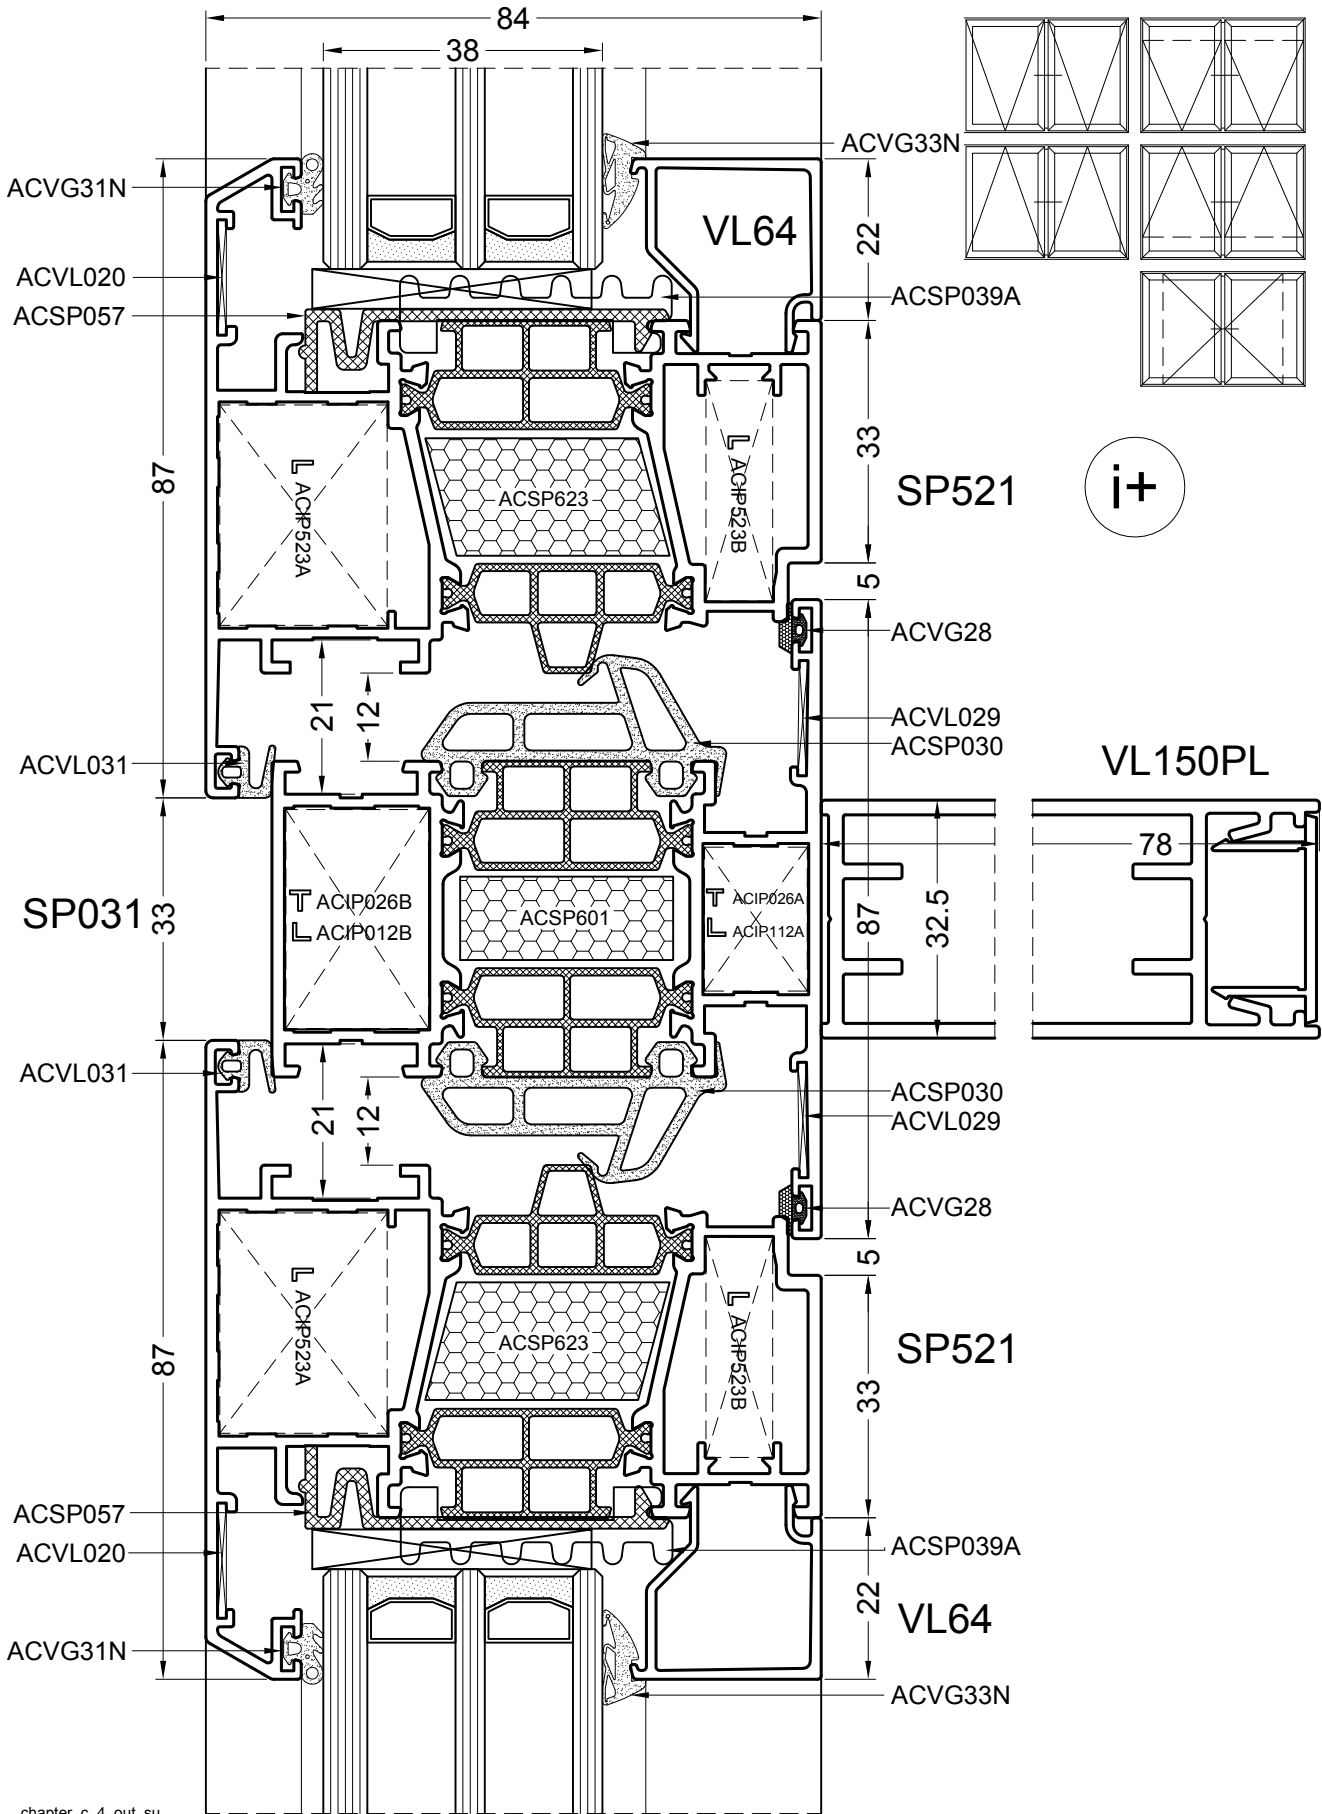 84
38
ACVG33N
ACVG31N
VL64
22
ACVL020
ACSP039A
ACSP057
87
L ACIP523A
ACSP623
L ACIP523B
33
SP521
i+
5
ACVG28
21
12
ACVL029
ACSP030
ACVL031
VL150PL
78
SP031
33
T ACIP026B
L ACIP012B
ACSP601
T ACIP026A
L ACIP112A
87
32.5
ACVL031
ACSP030
ACVL029
21
12
ACVG28
5
87
L ACIP523A
ACSP623
L ACIP523B
SP521
33
ACSP057
ACVL020
ACSP039A
22
VL64
ACVG31N
ACVG33N
chapter_c_4_out_su